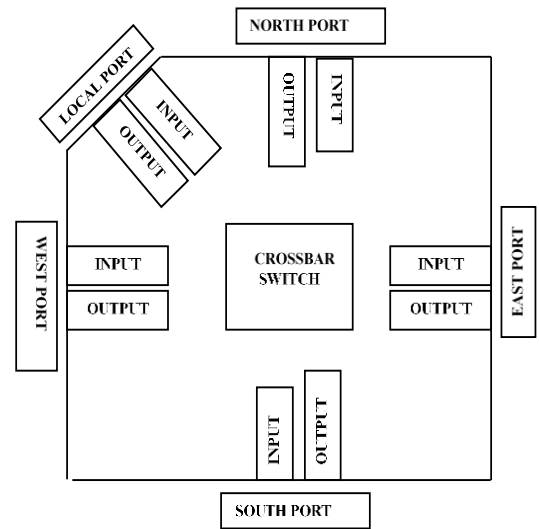 NORTH PORT
LOCAL PORT
OUTPUT
INPUT
INPUT
OUTPUT
WEST PORT
INPUT
OUTPUT
CROSSBAR
SWITCH
INPUT
OUTPUT
EAST PORT
INPUT
OUTPUT
SOUTH PORT